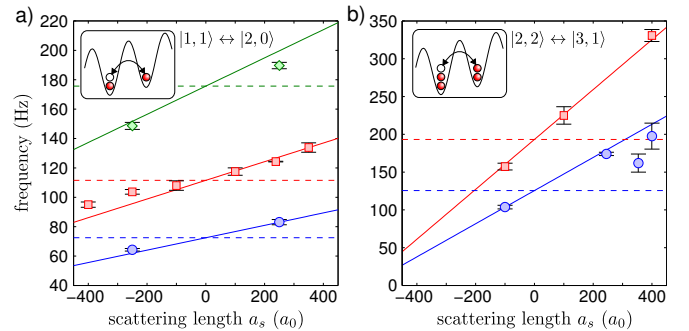 a)
|1,1⟩ ↔ |2,0⟩
frequency (Hz)
220
200
180
160
140
120
100
80
60
40
−400 −200 0 200 400
scattering length a_s (a_0)
b)
|2,2⟩ ↔ |3,1⟩
350
300
250
200
150
100
50
0
−400 −200 0 200 400
scattering length a_s (a_0)